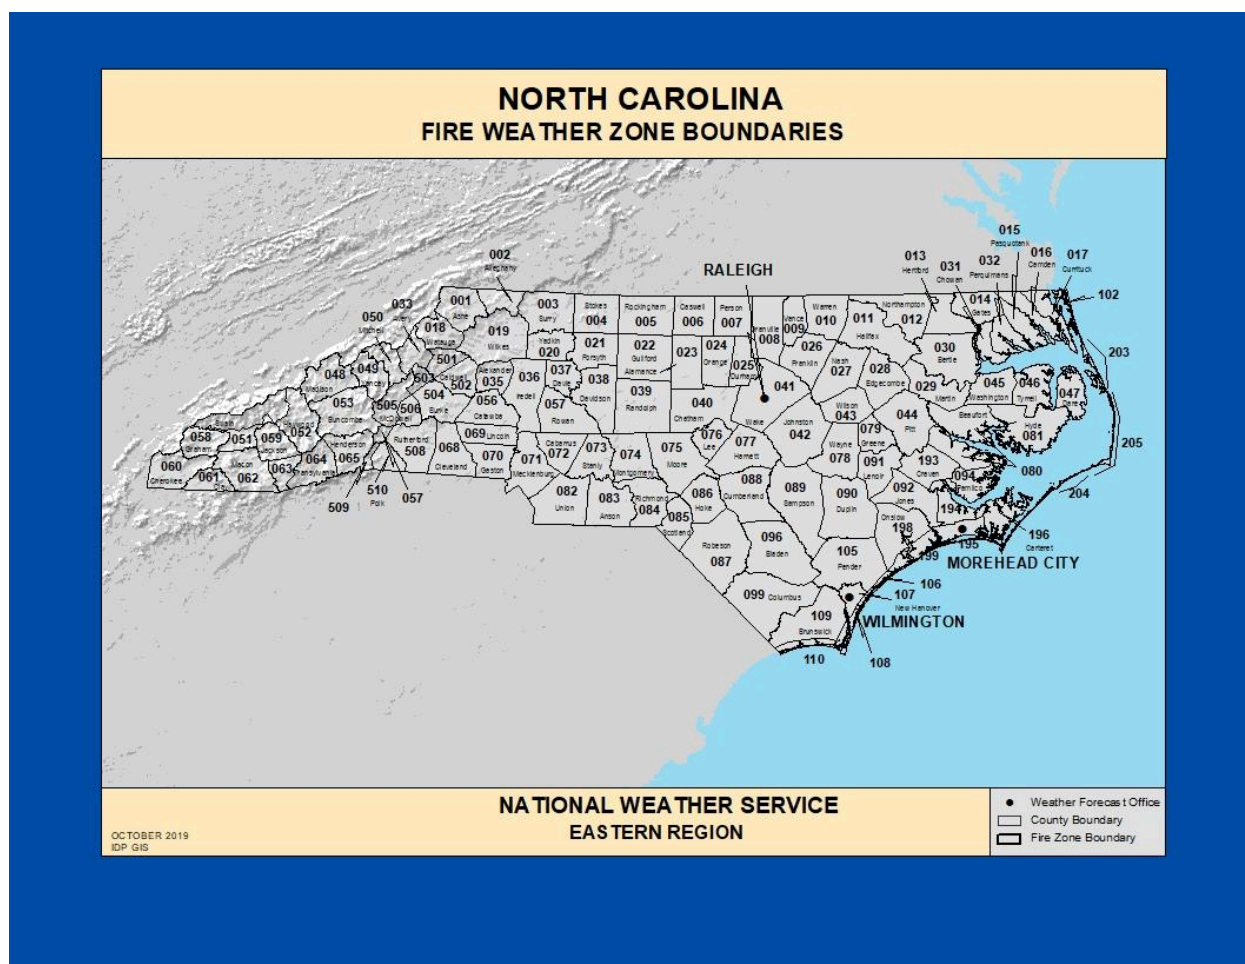 NORTH CAROLINA
FIRE WEATHER ZONE BOUNDARIES
015
Pasquotank
002
Alleghany
RALEIGH
013
Hertford
031
Chowan
032
Perquimans
016
Camden
017
Currituck
102
033
Avery
050
Mitchell
001
Ashe
003
Surry
Stokes
004
Rockingham
005
Caswell
006
Person
007
Granville
008
Vance
009
Warren
010
011
Halifax
Northampton
012
014
Gates
018
Watauga
019
Wilkes
Yadkin
020
021
Forsyth
022
Guilford
Alamance
023
024
Orange
025
Durham
026
Franklin
Nash
027
028
Edgecombe
030
Bertie
203
501
503
Caldwell
502
Alexander
035
036
Iredell
037
Davie
038
Davidson
039
Randolph
040
Chatham
041
Wake
029
Martin
045
Washington
046
Tyrrell
047
Dare
048
Madison
049
Yancey
053
Buncombe
505
506
McDowell
504
Burke
056
Catawba
057
Rowan
042
Johnston
Wilson
043
044
Pitt
Beaufort
Hyde
081
205
Swain
058
Graham
051
059
Jackson
052
Haywood
Henderson
Rutherford
508
068
Cleveland
069
Lincoln
070
Gaston
071
Mecklenburg
Cabarrus
072
073
Stanly
074
Montgomery
075
Moore
076
Lee
077
Harnett
Wayne
078
079
Greene
091
Lenoir
193
Craven
094
Pamlico
080
204
060
Cherokee
061
Clay
Macon
062
063
064
Transylvania
065
509
510
Polk
057
082
Union
083
Anson
Richmond
084
085
Scotland
086
Hoke
088
Cumberland
089
Sampson
090
Duplin
092
Jones
194
Onslow
198
199
195
196
Carteret
MOREHEAD CITY
Robeson
087
096
Bladen
105
Pender
106
107
New Hanover
099 Columbus
109
Brunswick
WILMINGTON
110
108
NATIONAL WEATHER SERVICE
EASTERN REGION
OCTOBER 2019
IDP GIS
Weather Forecast Office
County Boundary
Fire Zone Boundary